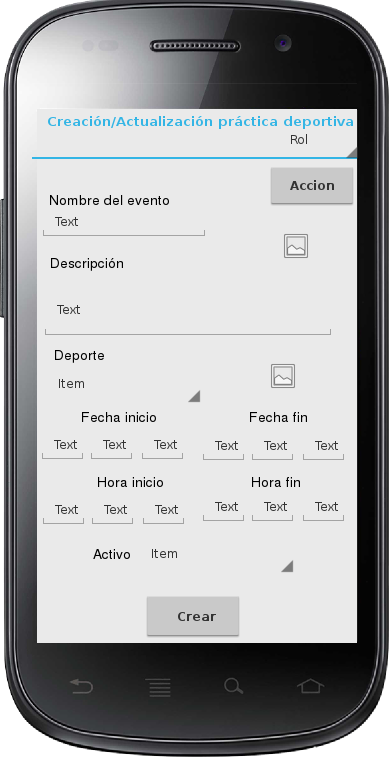 Creación/Actualización práctica deportiva
Rol
Accion
Nombre del evento
Text
Descripción
Text
Deporte
Item
Fecha inicio Fecha fin
Text Text Text Text Text Text
Hora inicio Hora fin
Text Text Text Text Text Text
Activo Item
Crear